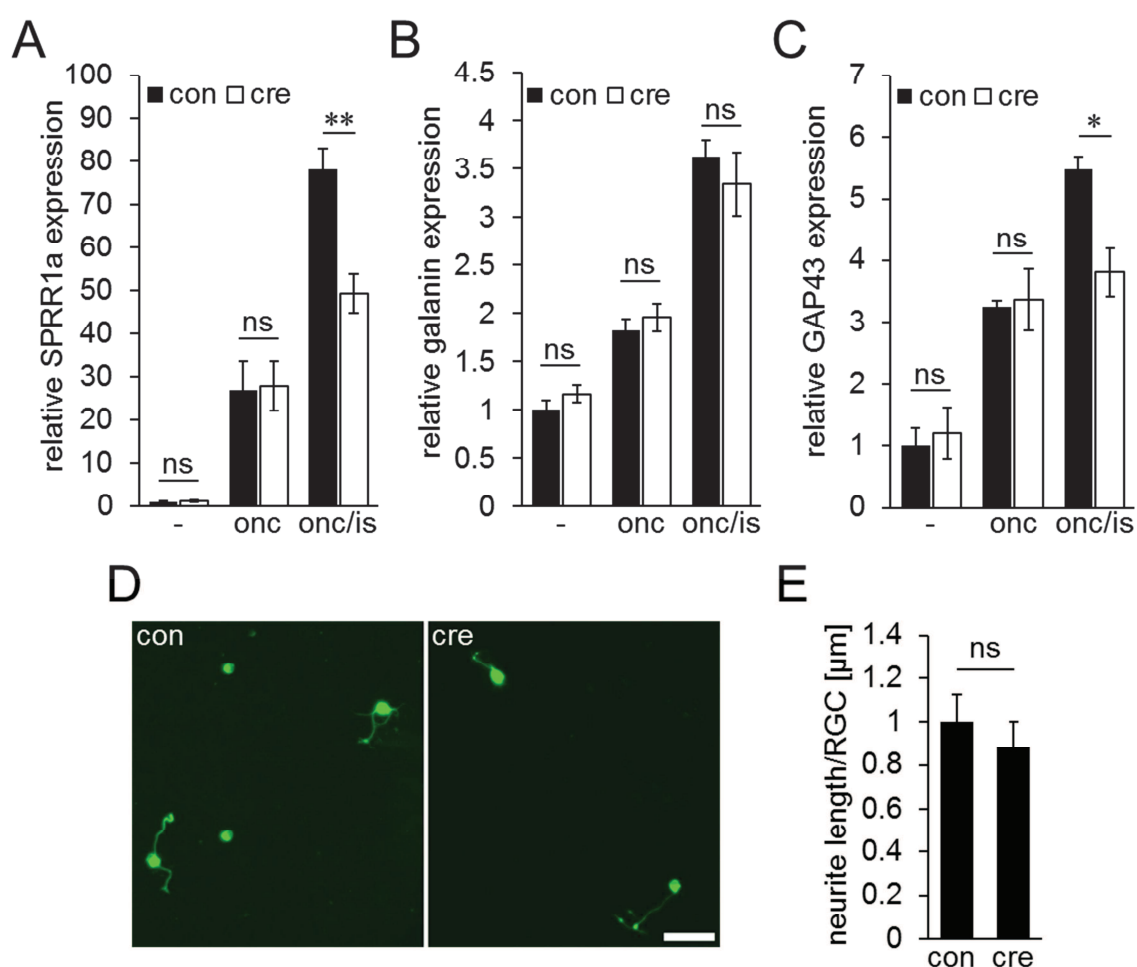 A
relative SPRR1a expression
100
90
80
70
60
50
40
30
20
10
0
con cre
ns
ns
**
- onc onc/is
B
relative galanin expression
4.5
4
3.5
3
2.5
2
1.5
1
0.5
0
con cre
ns
ns
ns
- onc onc/is
C
relative GAP43 expression
7
6
5
4
3
2
1
0
con cre
ns
ns
*
- onc onc/is
D
con
cre
E
neurite length/RGC [µm]
1.4
1.2
1
0.8
0.6
0.4
0.2
0
ns
con cre